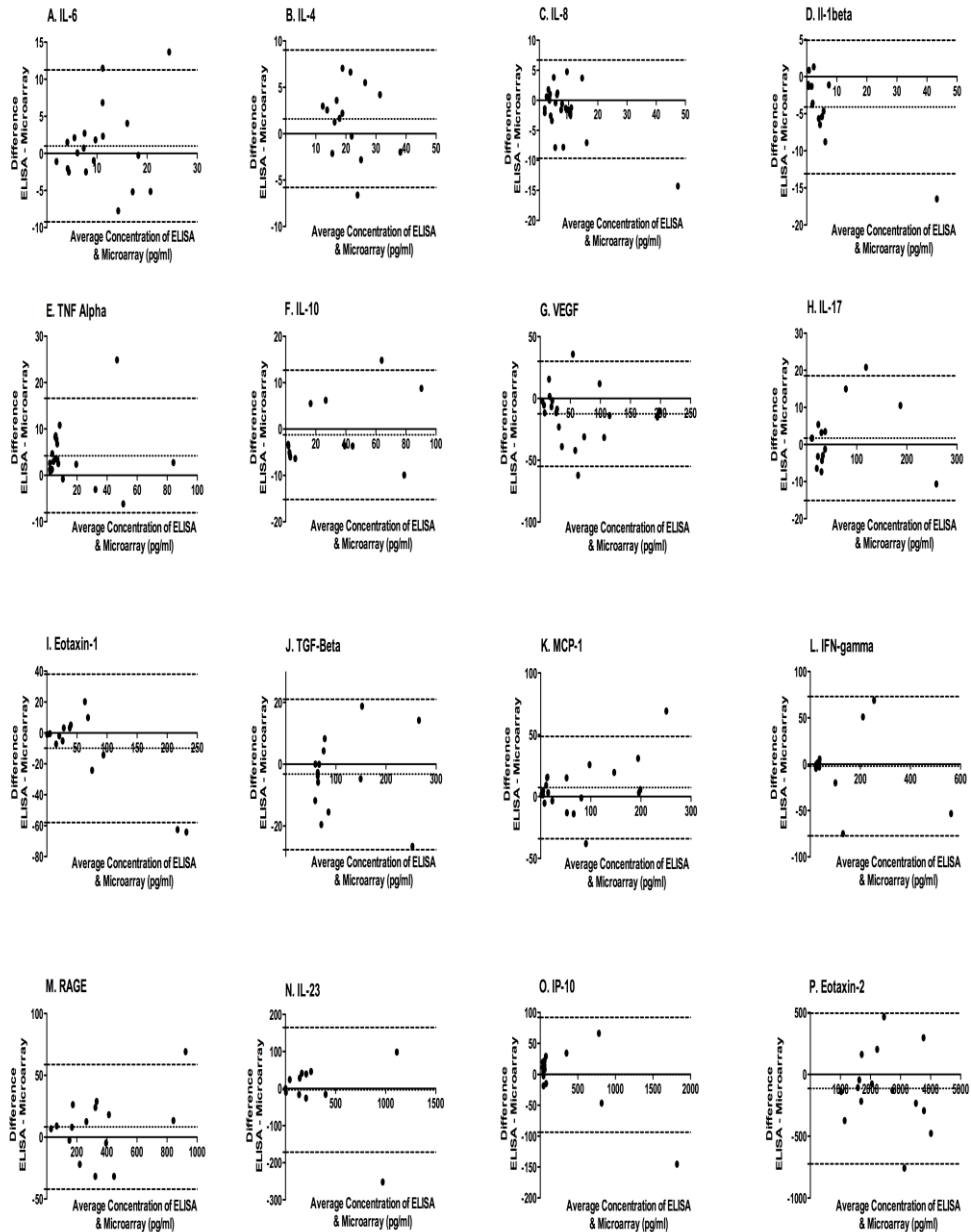 A. IL-6
Difference
ELISA - Microarray
15
10
5
0
-5
-10
10
20
30
Average Concentration of ELISA
& Microarray (pg/ml)
B. IL-4
Difference
ELISA - Microarray
10
5
0
-5
-10
10
20
30
40
50
Average Concentration of ELISA
& Microarray (pg/ml)
C. IL-8
Difference
ELISA - Microarray
10
5
0
-5
-10
-15
-20
10
20
30
40
50
Average Concentration of ELISA
& Microarray (pg/ml)
D. Il-1beta
Difference
ELISA - Microarray
5
0
-5
-10
-15
-20
10
20
30
40
50
Average Concentration of ELISA
& Microarray (pg/ml)
E. TNF Alpha
Difference
ELISA - Microarray
30
20
10
0
-10
20
40
60
80
100
Average Concentration of ELISA
& Microarray (pg/ml)
F. IL-10
Difference
ELISA - Microarray
20
10
0
-10
-20
20
40
60
80
100
Average Concentration of ELISA
& Microarray (pg/ml)
G. VEGF
Difference
ELISA - Microarray
50
0
-50
-100
50
100
150
200
250
Average Concentration of ELISA
& Microarray (pg/ml)
H. IL-17
Difference
ELISA - Microarray
30
20
10
0
-10
-20
100
200
300
Average Concentration of ELISA
& Microarray (pg/ml)
I. Eotaxin-1
Difference
ELISA - Microarray
40
20
0
-20
-40
-60
-80
50
100
150
200
250
Average Concentration of ELISA
& Microarray (pg/ml)
J. TGF-Beta
Difference
ELISA - Microarray
20
0
-20
100
200
300
Average Concentration of ELISA
& Microarray (pg/ml)
K. MCP-1
Difference
ELISA - Microarray
100
50
0
-50
100
200
300
Average Concentration of ELISA
& Microarray (pg/ml)
L. IFN-gamma
Difference
ELISA - Microarray
100
50
0
-50
-100
200
400
600
Average Concentration of ELISA
& Microarray (pg/ml)
M. RAGE
Difference
ELISA - Microarray
100
50
0
-50
200
400
600
800
1000
Average Concentration of ELISA
& Microarray (pg/ml)
N. IL-23
Difference
ELISA - Microarray
200
100
0
-100
-200
-300
500
1000
1500
Average Concentration of ELISA
& Microarray (pg/ml)
O. IP-10
Difference
ELISA - Microarray
100
50
0
-50
-100
-150
-200
500
1000
1500
2000
Average Concentration of ELISA
& Microarray (pg/ml)
P. Eotaxin-2
Difference
ELISA - Microarray
500
0
-500
-1000
1000
2000
3000
4000
5000
Average Concentration of ELISA
& Microarray (pg/ml)